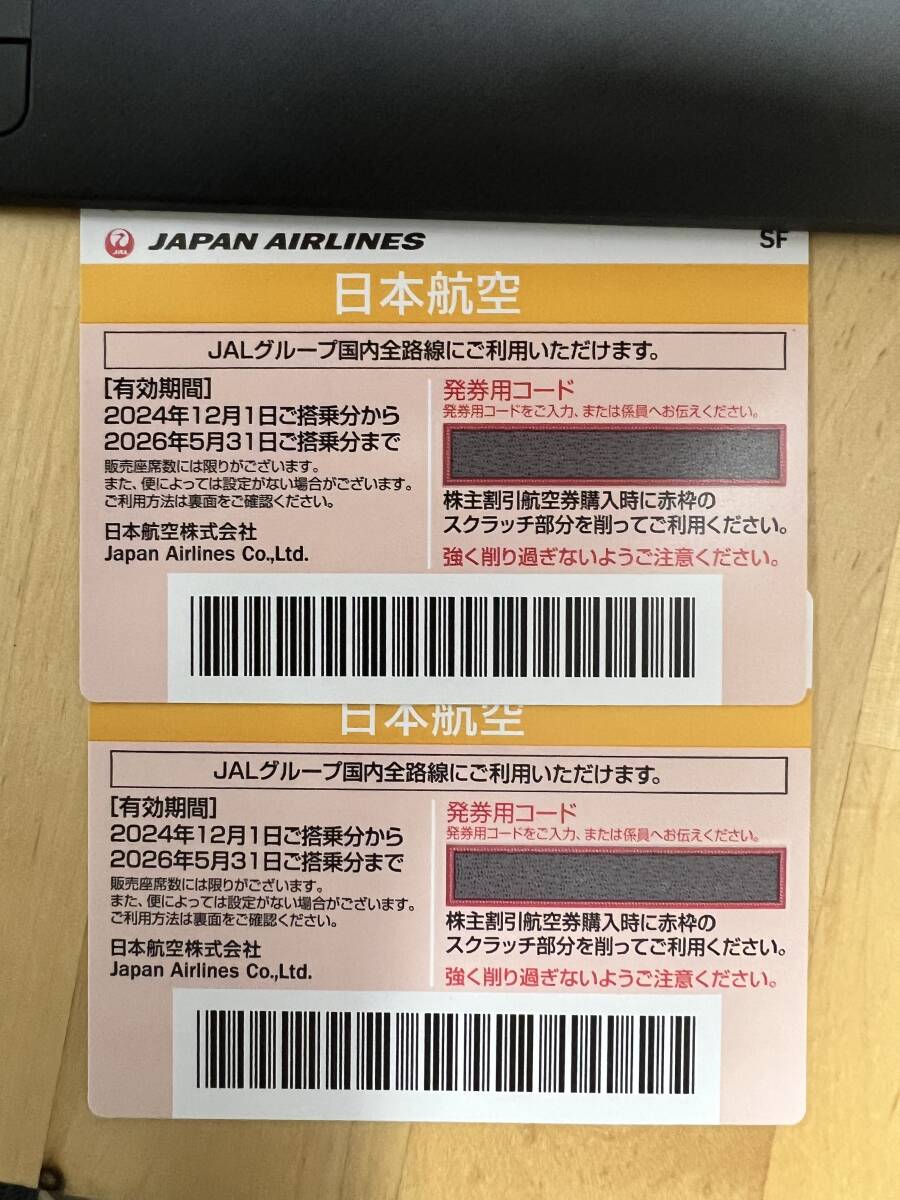 JAL JAPAN AIRLINES SF
日本航空
JALグループ国内全路線にご利用いただけます。
[有効期間]
2024年12月1日ご搭乗分から
2026年5月31日ご搭乗分まで
販売座席数には限りがございます。
また、便によっては設定がない場合がございます。
ご利用方法は裏面をご確認ください。
日本航空株式会社
Japan Airlines Co.,Ltd.
発券用コード
発券用コードをご入力、または係員へお伝えください。
株主割引航空券購入時に赤枠の
スクラッチ部分を削ってご利用ください。
強く削り過ぎないようご注意ください。
日本航空
JALグループ国内全路線にご利用いただけます。
[有効期間]
2024年12月1日ご搭乗分から
2026年5月31日ご搭乗分まで
販売座席数には限りがございます。
また、便によっては設定がない場合がございます。
ご利用方法は裏面をご確認ください。
日本航空株式会社
Japan Airlines Co.,Ltd.
発券用コード
発券用コードをご入力、または係員へお伝えください。
株主割引航空券購入時に赤枠の
スクラッチ部分を削ってご利用ください。
強く削り過ぎないようご注意ください。